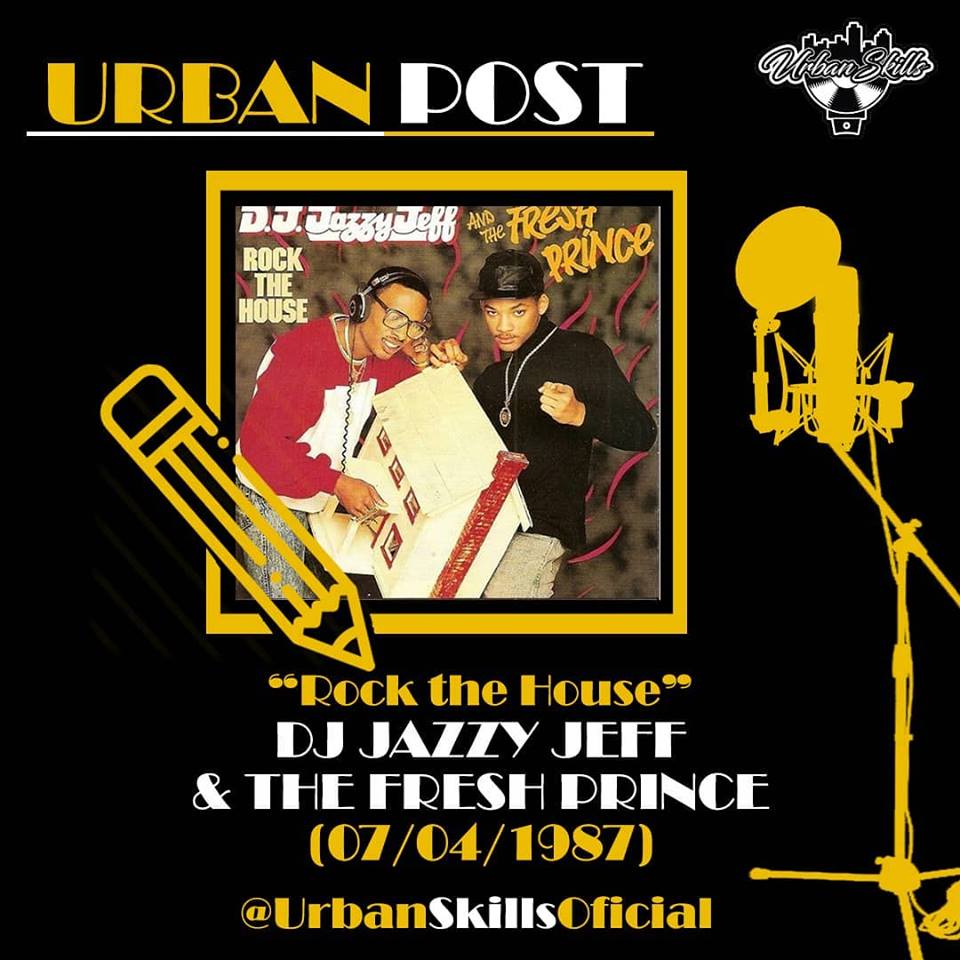 URBAN POST
Urban Skills
D.J. Jazzy Jeff AND THE FRESH PRINCE
ROCK
THE
HOUSE
“Rock the House”
DJ JAZZY JEFF
& THE FRESH PRINCE
(07/04/1987)
@UrbanSkillsOficial